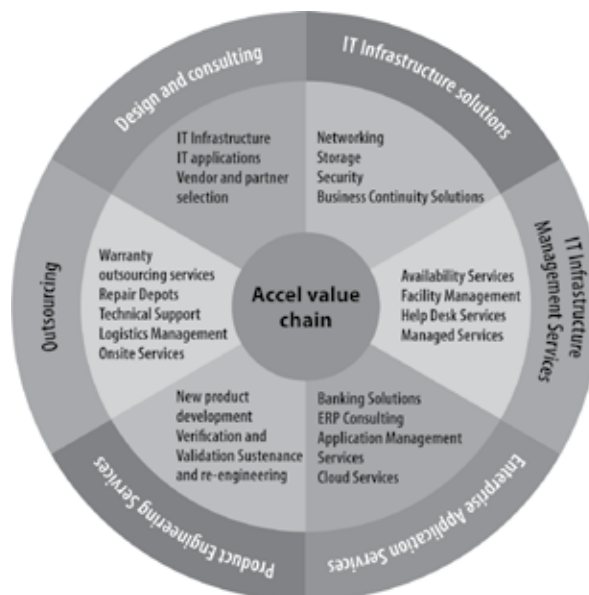 Design and consulting
IT Infrastructure
IT applications
Vendor and partner
selection
IT Infrastructure solutions
Networking
Storage
Security
Business Continuity Solutions
IT Infrastructure
Management Services
Availability Services
Facility Management
Help Desk Services
Managed Services
Enterprise Application Services
Banking Solutions
ERP Consulting
Application Management
Services
Cloud Services
Product Engineering Services
New product
development
Verification and
Validation Sustenance
and re-engineering
Outsourcing
Warranty
outsourcing services
Repair Depots
Technical Support
Logistics Management
Onsite Services
Accel value
chain